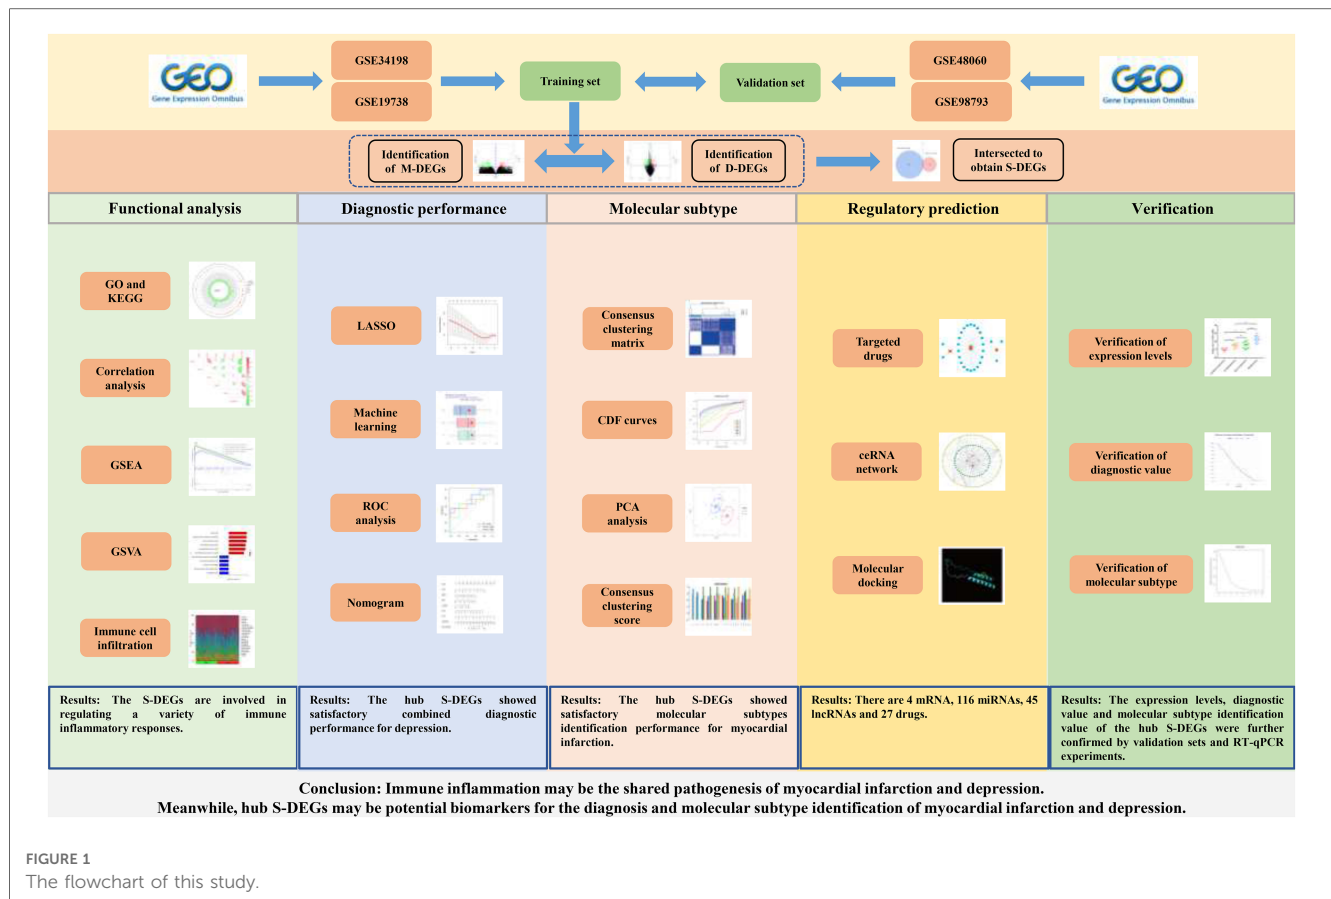 GEO
Gene Expression Omnibus
GSE34198
GSE19738
Training set
Validation set
GSE48060
GSE98793
GEO
Gene Expression Omnibus
Identification
of M-DEGs
Identification
of D-DEGs
Intersected to
obtain S-DEGs
Functional analysis
Diagnostic performance
Molecular subtype
Regulatory prediction
Verification
GO and
KEGG
Correlation
analysis
GSEA
GSVA
Immune cell
infiltration
LASSO
Machine
learning
ROC
analysis
Nomogram
Consensus
clustering
matrix
CDF curves
PCA
analysis
Consensus
clustering
score
Targeted
drugs
ceRNA
network
Molecular
docking
Verification of
expression levels
Verification of
diagnostic value
Verification of
molecular subtype
Results: The S-DEGs are involved in
regulating a variety of immune
inflammatory responses.
Results: The hub S-DEGs showed
satisfactory combined diagnostic
performance for depression.
Results: The hub S-DEGs showed
satisfactory molecular subtypes
identification performance for myocardial
infarction.
Results: There are 4 mRNA, 116 miRNAs, 45
lncRNAs and 27 drugs.
Results: The expression levels, diagnostic
value and molecular subtype identification
value of the hub S-DEGs were further
confirmed by validation sets and RT-qPCR
experiments.
Conclusion: Immune inflammation may be the shared pathogenesis of myocardial infarction and depression.
Meanwhile, hub S-DEGs may be potential biomarkers for the diagnosis and molecular subtype identification of myocardial infarction and depression.
FIGURE 1
The flowchart of this study.